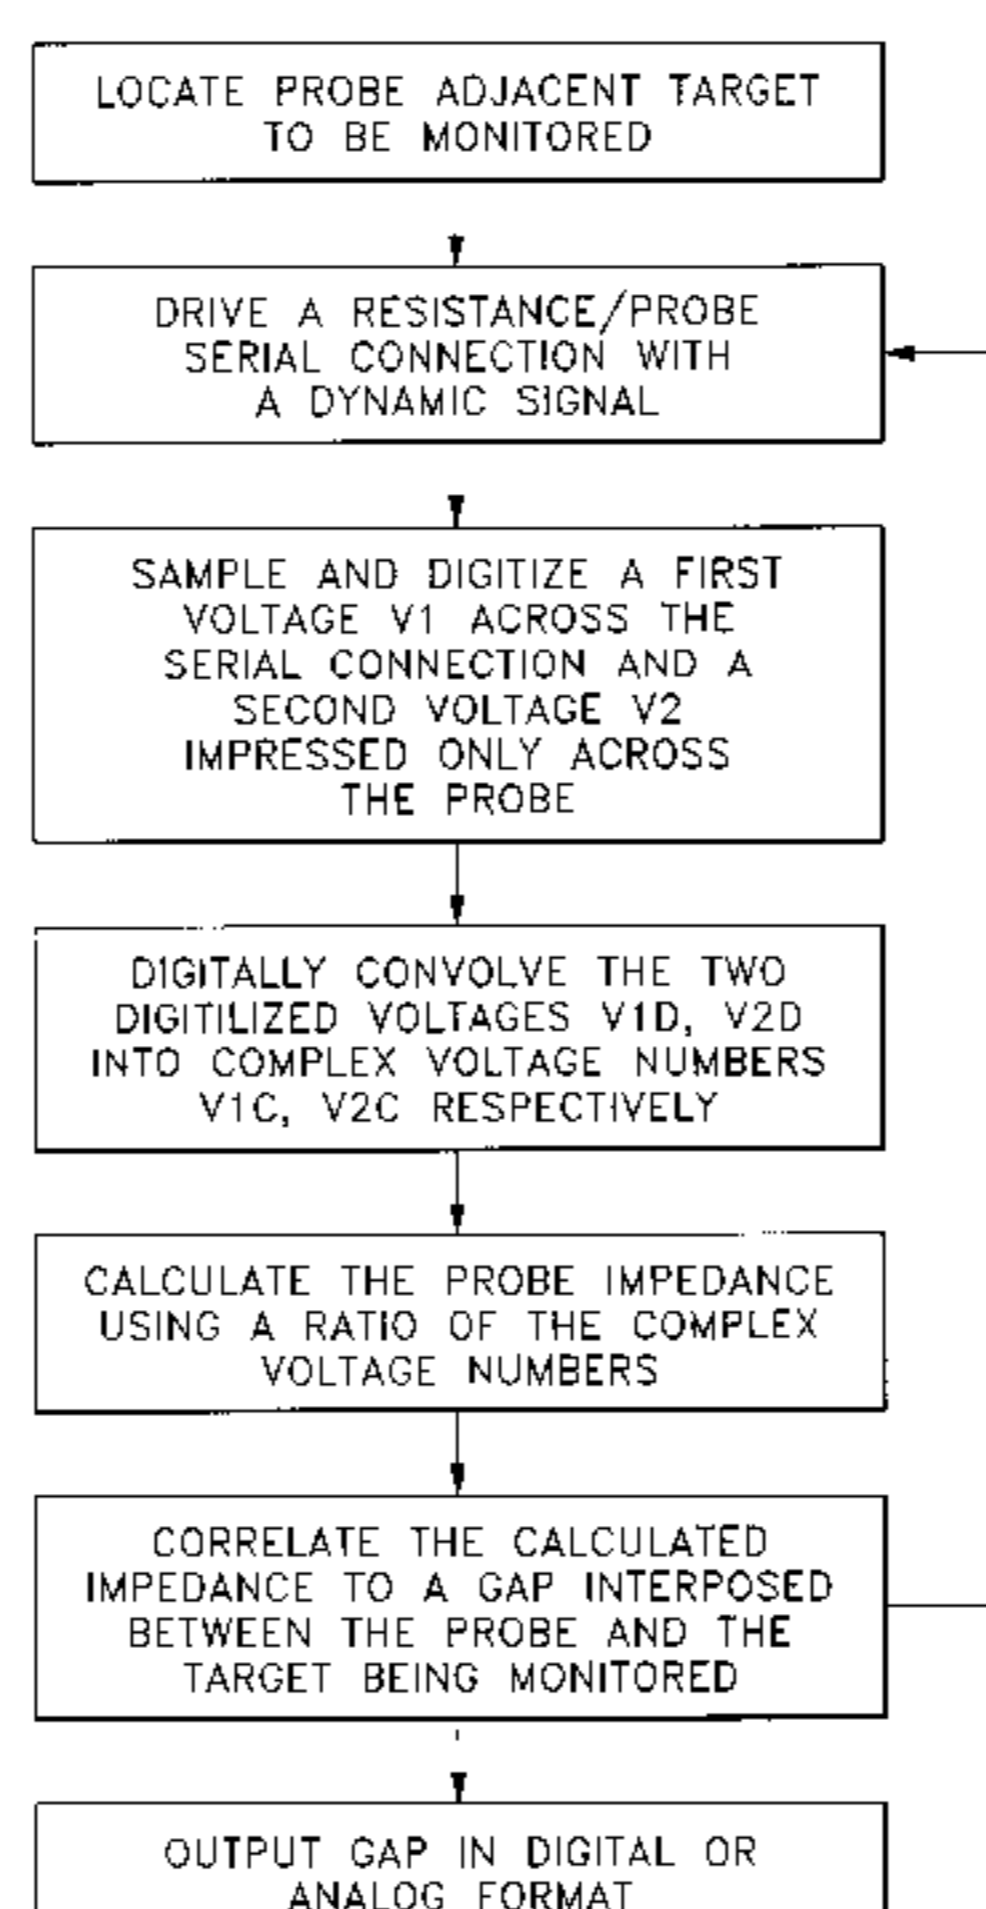 LOCATE PROBE ADJACENT TARGET
TO BE MONITORED
DRIVE A RESISTANCE/PROBE
SERIAL CONNECTION WITH
A DYNAMIC SIGNAL
SAMPLE AND DIGITIZE A FIRST
VOLTAGE V1 ACROSS THE
SERIAL CONNECTION AND A
SECOND VOLTAGE V2
IMPRESSED ONLY ACROSS
THE PROBE
DIGITALLY CONVOLVE THE TWO
DIGITILIZED VOLTAGES V1D, V2D
INTO COMPLEX VOLTAGE NUMBERS
V1C, V2C RESPECTIVELY
CALCULATE THE PROBE IMPEDANCE
USING A RATIO OF THE COMPLEX
VOLTAGE NUMBERS
CORRELATE THE CALCULATED
IMPEDANCE TO A GAP INTERPOSED
BETWEEN THE PROBE AND THE
TARGET BEING MONITORED
OUTPUT GAP IN DIGITAL OR
ANALOG FORMAT